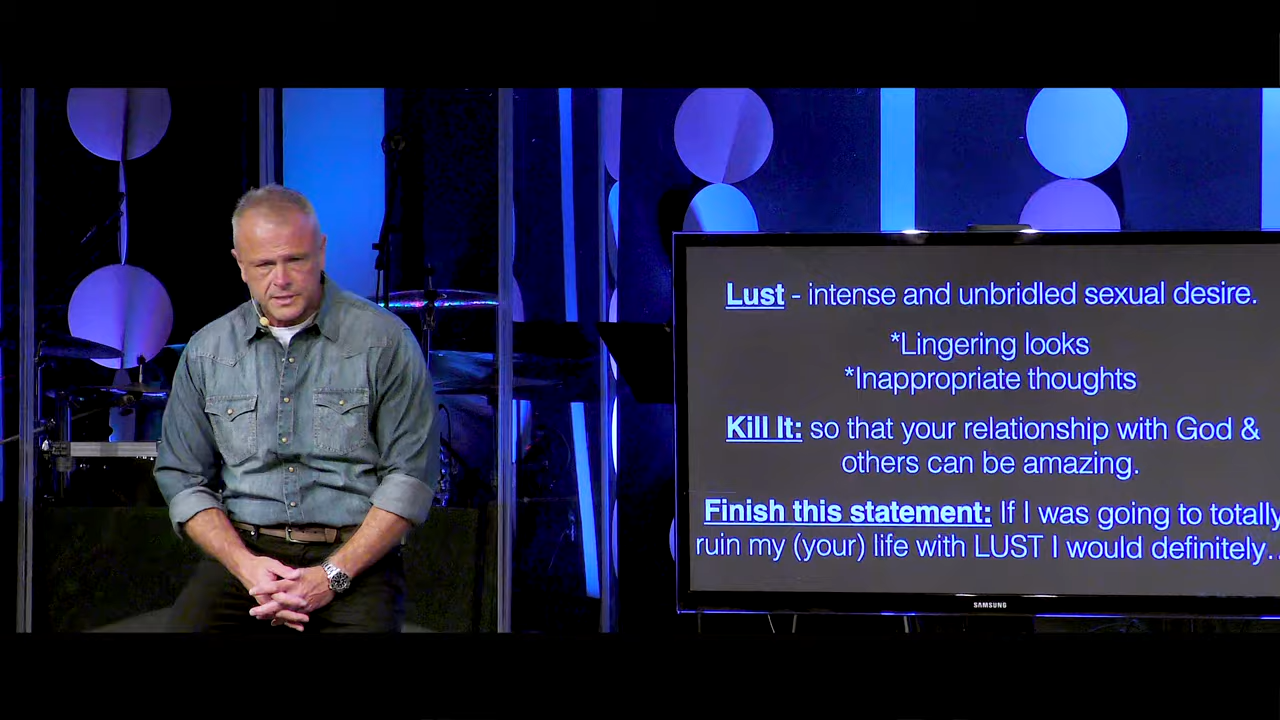 Lust - intense and unbridled sexual desire.
*Lingering looks
*Inappropriate thoughts
Kill It: so that your relationship with God &
others can be amazing.
Finish this statement: If I was going to totally
ruin my (your) life with LUST I would definitely..
SAMSUNG